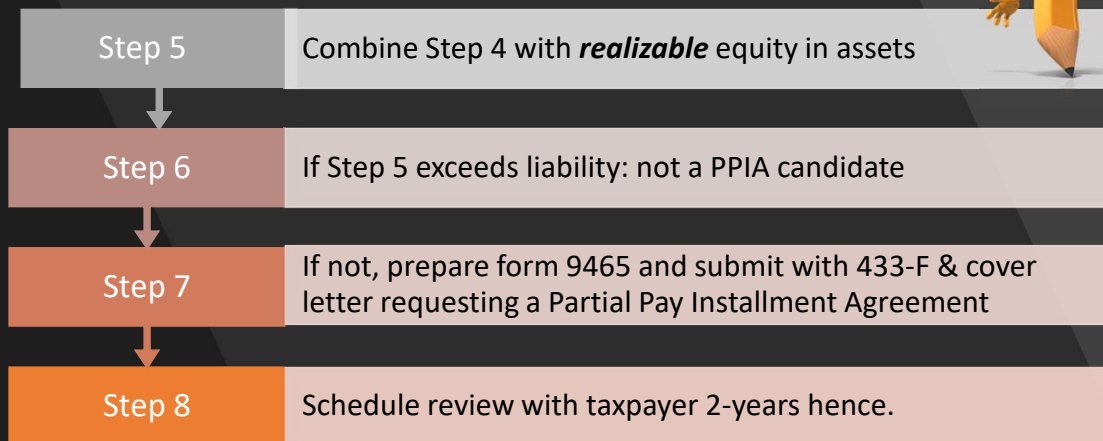 Step 5
Combine Step 4 with realizable equity in assets
Step 6
If Step 5 exceeds liability: not a PPIA candidate
Step 7
If not, prepare form 9465 and submit with 433-F & cover
letter requesting a Partial Pay Installment Agreement
Step 8
Schedule review with taxpayer 2-years hence.